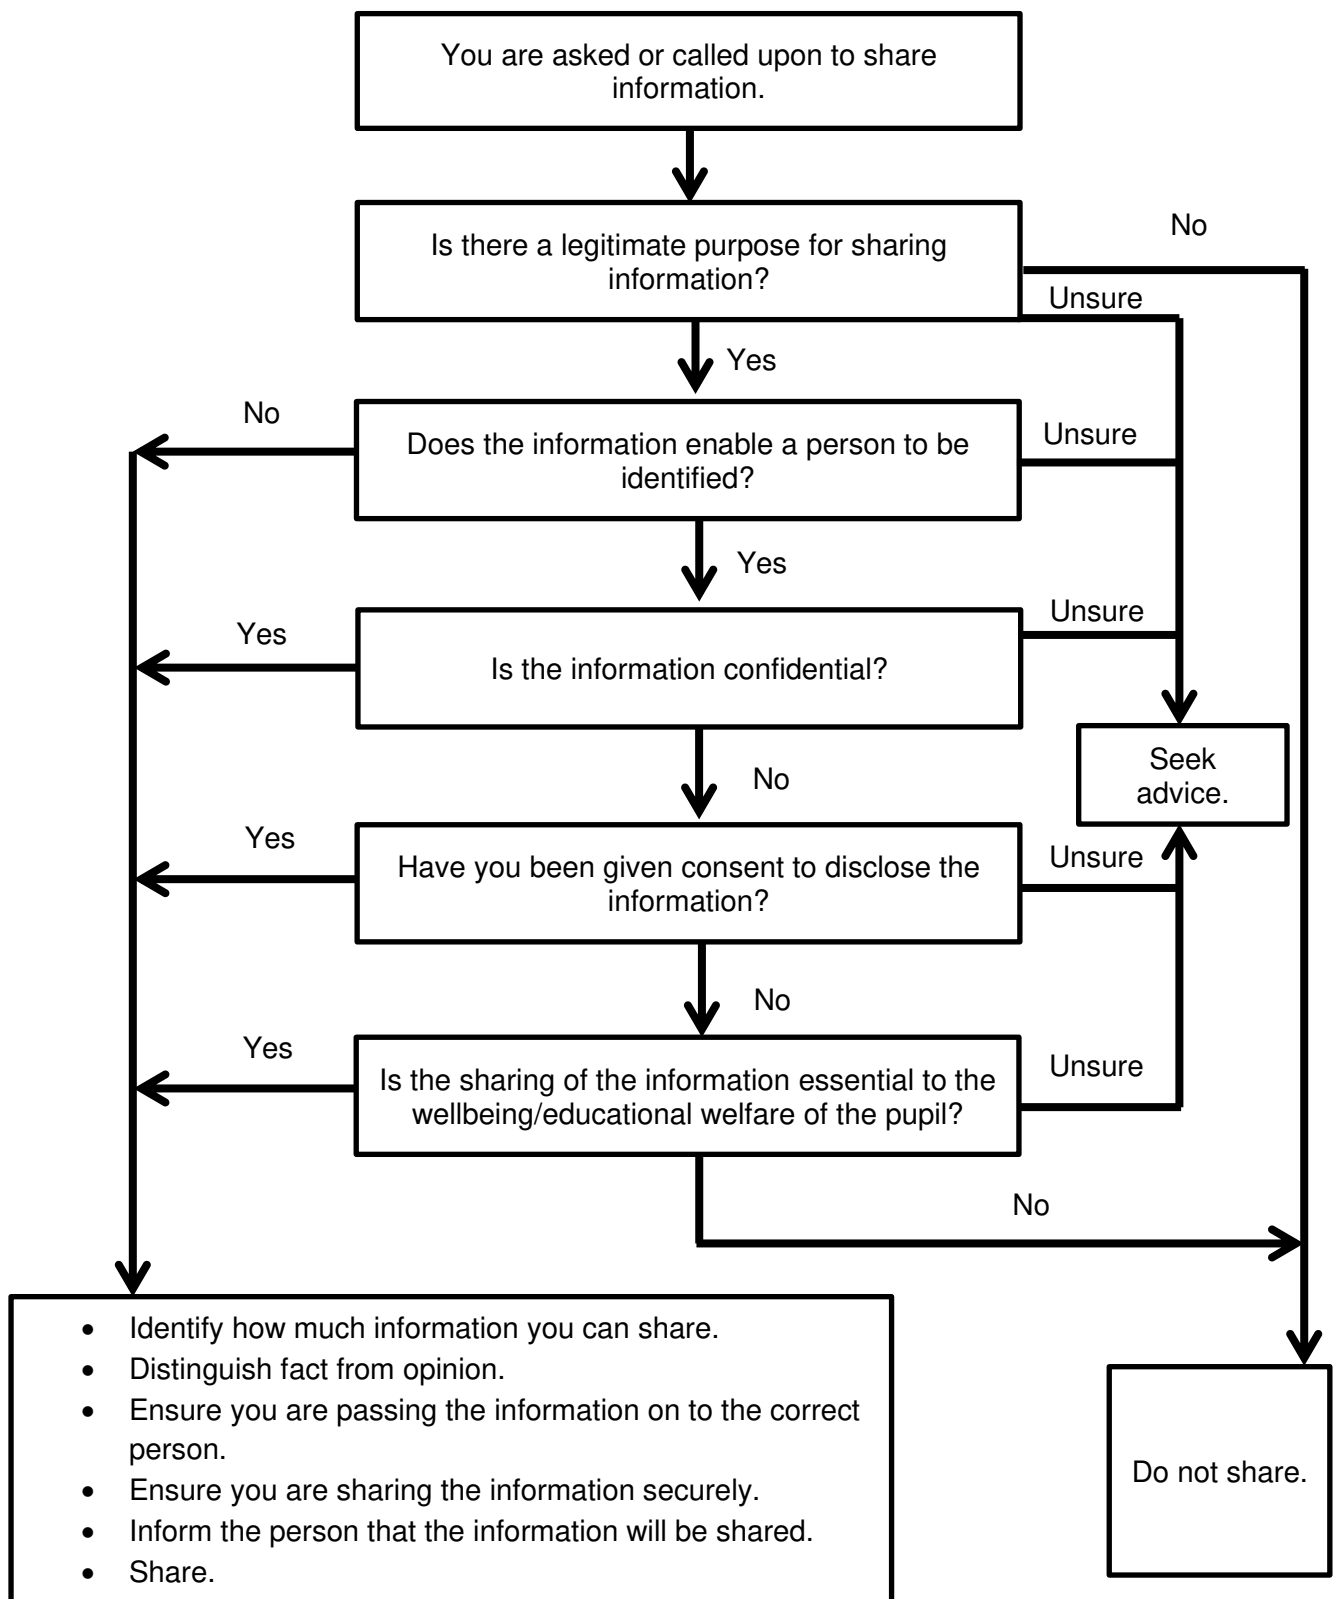 You are asked or called upon to share
information.
No
Is there a legitimate purpose for sharing
information?
Unsure
Yes
No
Does the information enable a person to be
identified?
Unsure
Yes
Yes
Is the information confidential?
Unsure
No
Seek
advice.
Yes
Have you been given consent to disclose the
information?
Unsure
No
Yes
Is the sharing of the information essential to the
wellbeing/educational welfare of the pupil?
Unsure
No
• Identify how much information you can share.
• Distinguish fact from opinion.
• Ensure you are passing the information on to the correct
person.
• Ensure you are sharing the information securely.
• Inform the person that the information will be shared.
• Share.
Do not share.